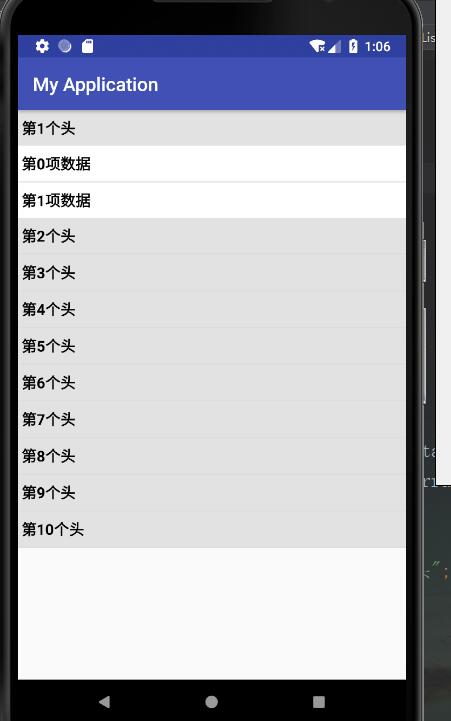 Lis
1:06
My Application
第1个头
第0项数据
第1项数据
第2个头
第3个头
第4个头
第5个头
第6个头
第7个头
第8个头
第9个头
第10个头
";